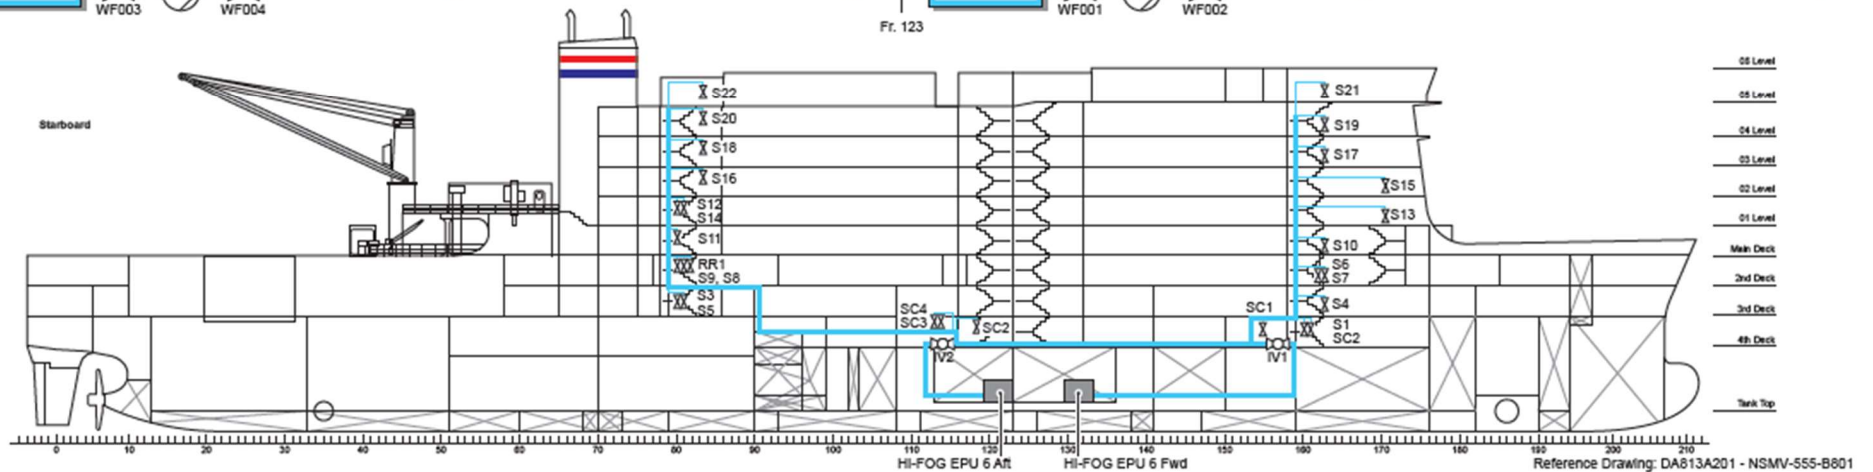 WF003
WF004
Fr. 123
WF001
WF002
06 Level
S22
S21
05 Level
Starboard
S20
S19
04 Level
S18
S17
03 Level
S16
S15
02 Level
S12
S14
S13
01 Level
S11
S10
Main Deck
RR1
S9, S8
S6
S7
2nd Deck
S3
S5
SC4
SC3
SC2
SC1
S4
3rd Deck
S1
SC2
IV2
IV1
4th Deck
Tank Top
0 10 20 30 40 50 60 70 80 90 100 110 120 130 140 150 160 170 180 190 200 210
HI-FOG EPU 6 Aft
HI-FOG EPU 6 Fwd
Reference Drawing: DA813A201 - NSMV-555-B801